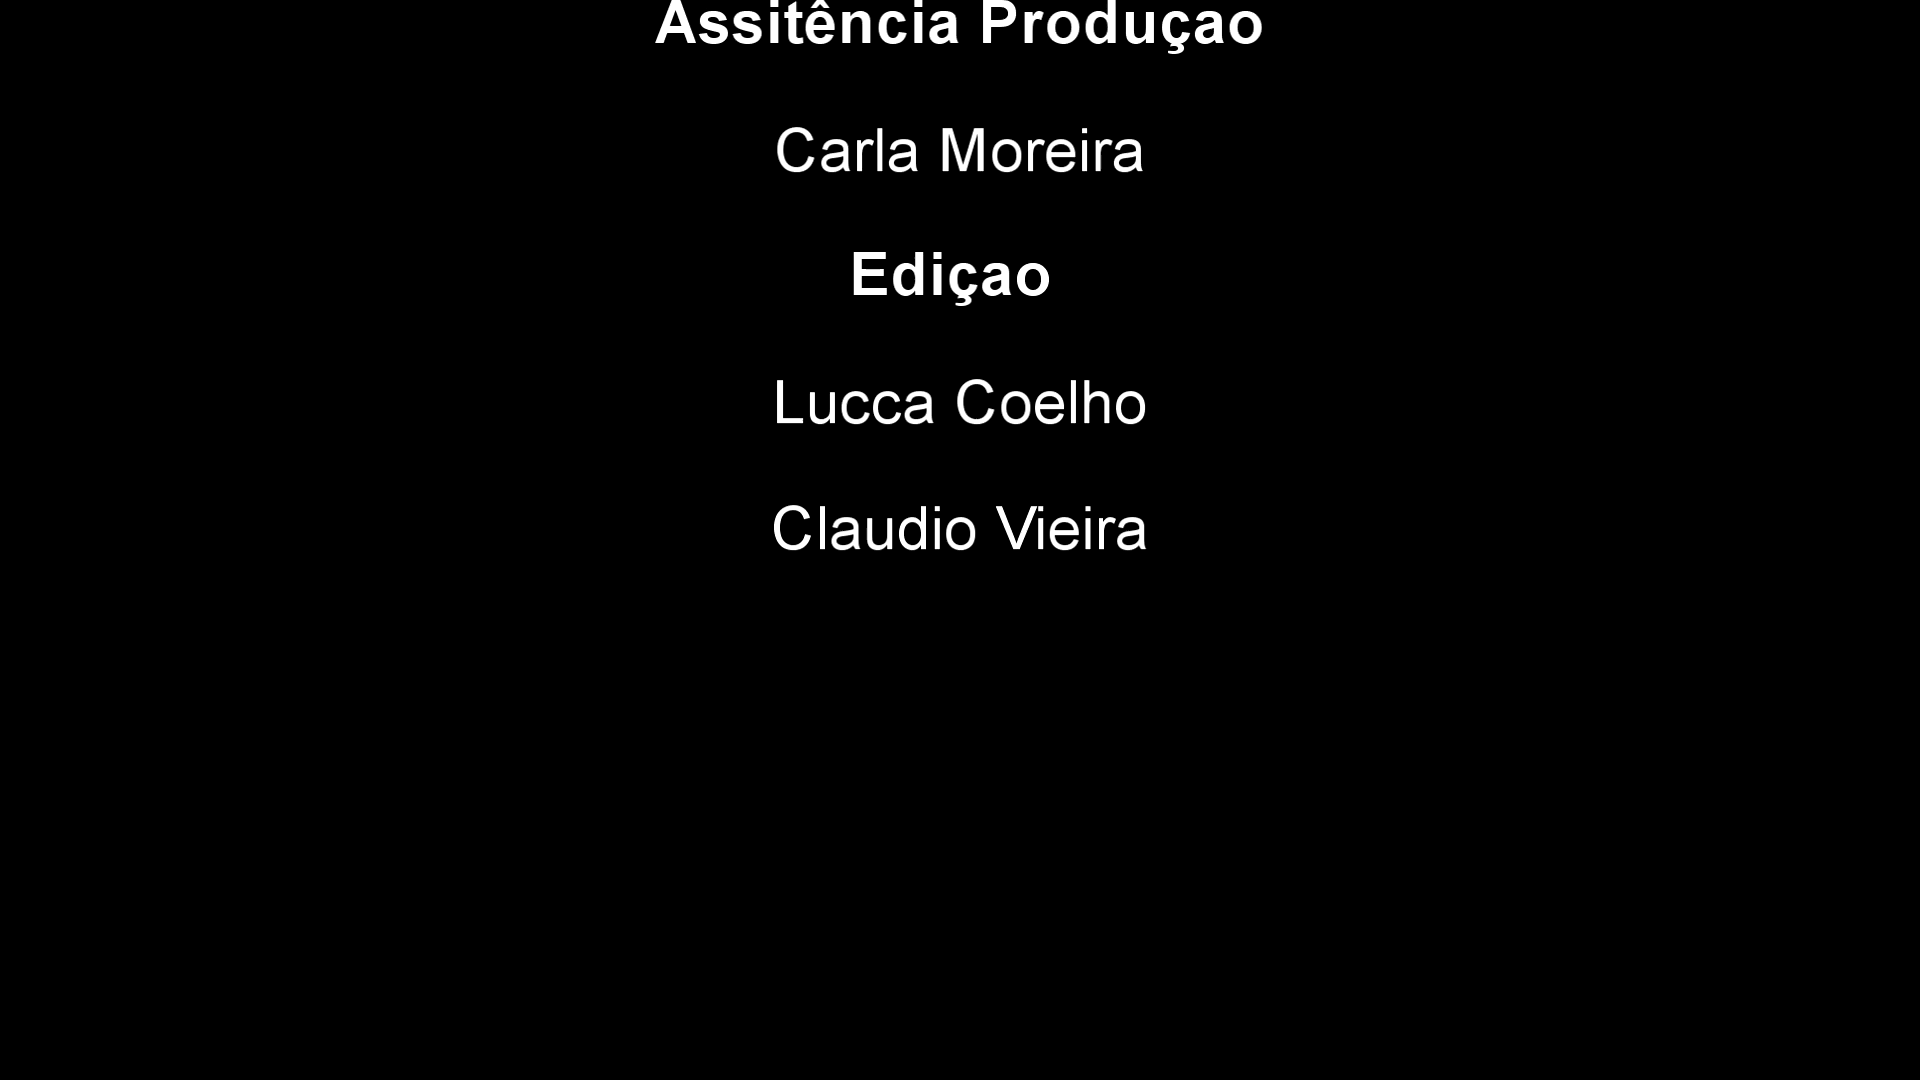 Assitência Produçao
Carla Moreira
Ediçao
Lucca Coelho
Claudio Vieira